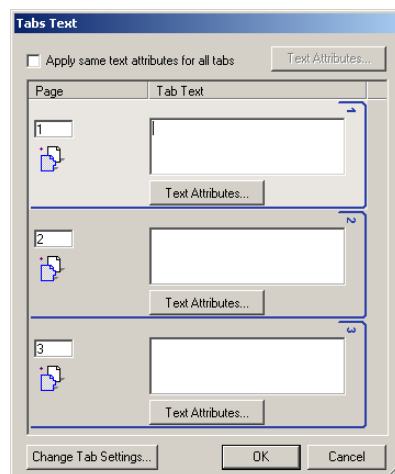 Tabs Text
Apply same text attributes for all tabs
Text Attributes...
Page Tab Text
1
1
Text Attributes...
2
2
Text Attributes...
3
3
Text Attributes...
Change Tab Settings... OK Cancel